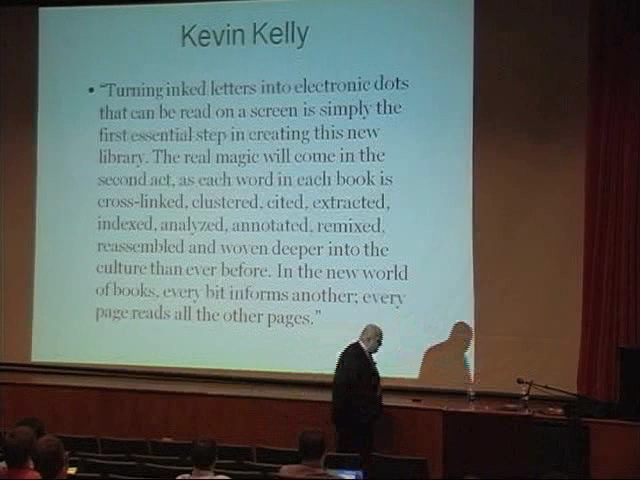 Kevin Kelly
• “Turning inked letters into electronic dots
that can be read on a screen is simply the
first essential step in creating this new
library. The real magic will come in the
second act, as each word in each book is
cross-linked, clustered, cited, extracted,
indexed, analyzed, annotated, remixed,
reassembled and woven deeper into the
culture than ever before. In the new world
of books, every bit informs another; every
page reads all the other pages.”